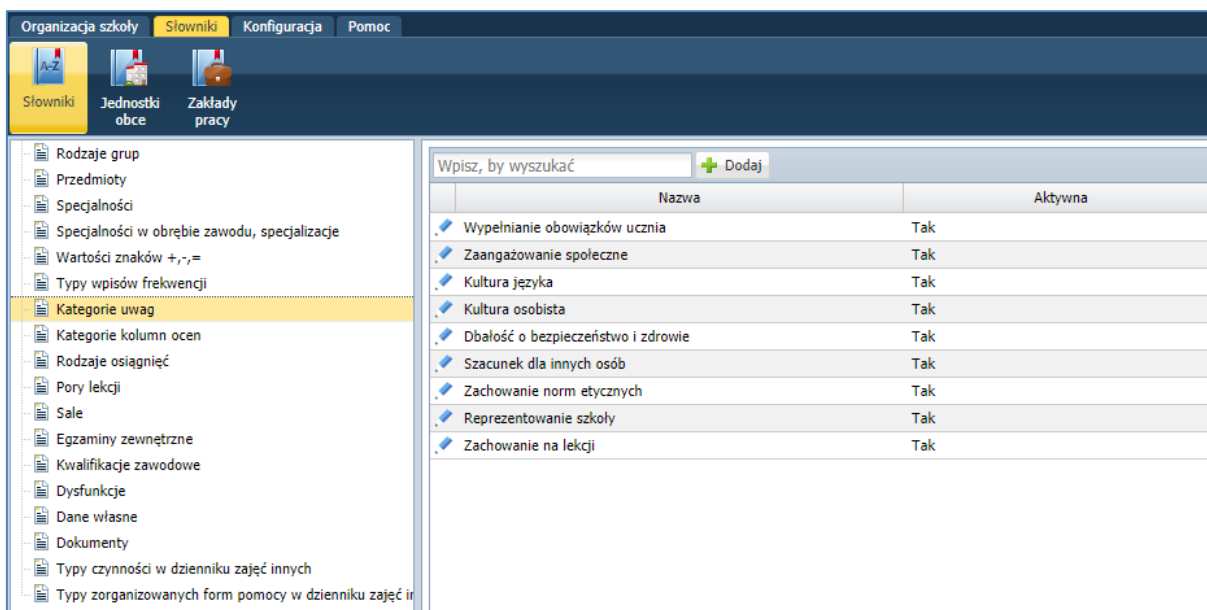 Organizacja szkoły Słowniki Konfiguracja Pomoc
A-Z
Słowniki Jednostki obce Zakłady pracy
Rodzaje grup
Przedmioty
Specjalności
Specjalności w obrębie zawodu, specjalizacje
Wartości znaków +,-,=
Typy wpisów frekwencji
Kategorie uwag
Kategorie kolumn ocen
Rodzaje osiągnięć
Pory lekcji
Sale
Egzaminy zewnętrzne
Kwalifikacje zawodowe
Dysfunkcje
Dane własne
Dokumenty
Typy czynności w dzienniku zajęć innych
Typy zorganizowanych form pomocy w dzienniku zajęć
Wpisz, by wyszukać Dodaj
Nazwa Aktywna
Wypełnianie obowiązków ucznia Tak
Zaangażowanie społeczne Tak
Kultura języka Tak
Kultura osobista Tak
Dbałość o bezpieczeństwo i zdrowie Tak
Szacunek dla innych osób Tak
Zachowanie norm etycznych Tak
Reprezentowanie szkoły Tak
Zachowanie na lekcji Tak